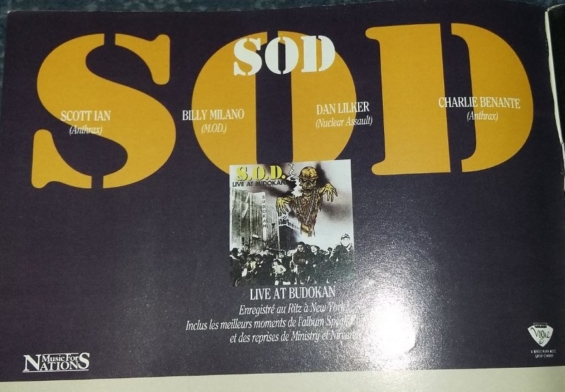 SOD
SOD
SCOTT IAN
(Anthrax)
BILLY MILANO
(M.O.D.)
DAN LILKER
(Nuclear Assault)
CHARLIE BENANTE
(Anthrax)
S.O.D.
LIVE AT BUDOKAN
LIVE AT BUDOKAN
Enregistré au Ritz à New
Inclus les meilleurs moments de l'album
et des reprises de Ministry et
Music For NATIONS